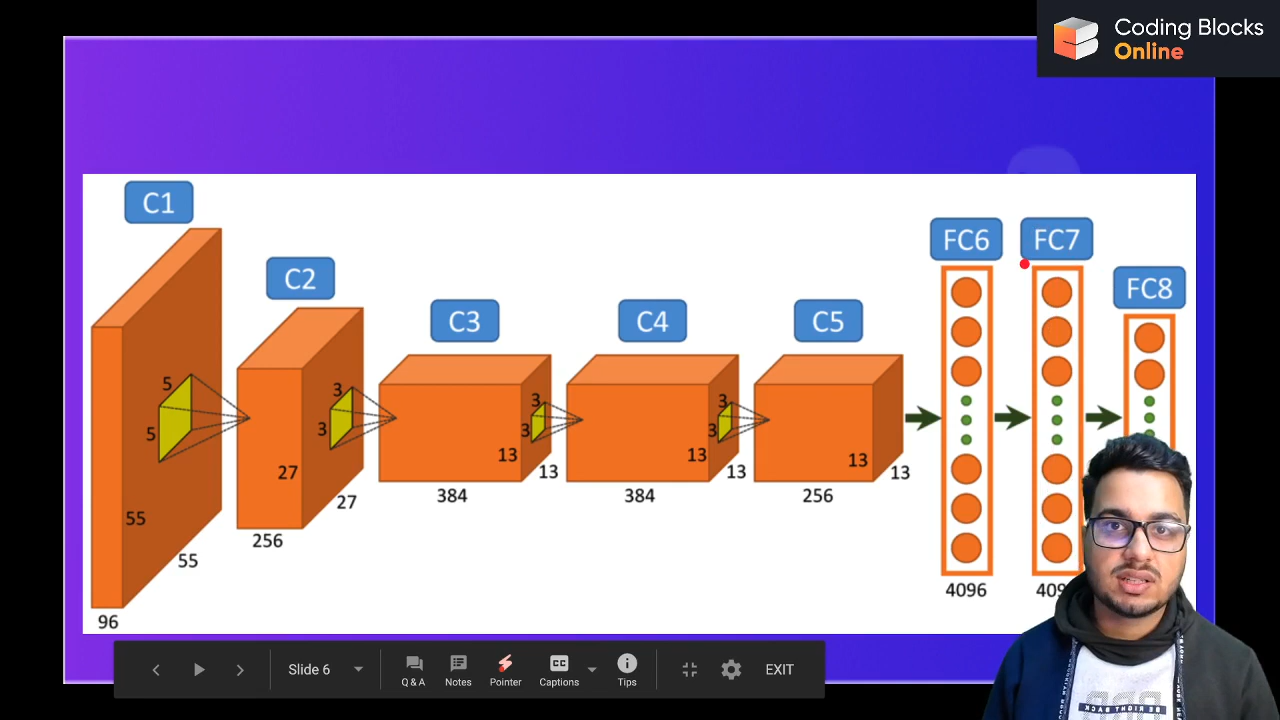 Coding Blocks
Online
C1
C2
C3
C4
C5
FC6
FC7
FC8
5
5
3
3
3
3
3
3
55
55
96
27
27
256
13
13
384
13
13
384
13
13
256
4096
Slide 6
Q & A
Notes
Pointer
CC
Captions
Tips
EXIT